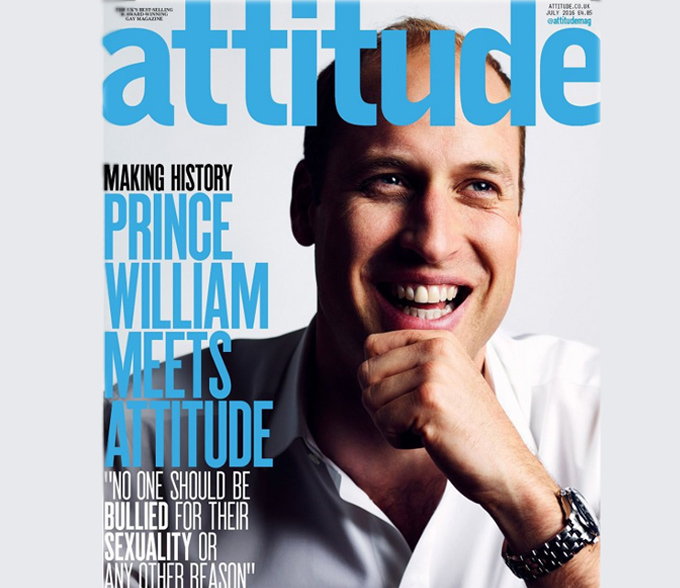 THE UK'S BEST-SELLING
AWARD-WINNING
GAY MAGAZINE
ATTITUDE.CO.UK
JULY 2016 £4.85
@attitudemag
attitude
MAKING HISTORY
PRINCE
WILLIAM
MEETS
ATTITUDE
"NO ONE SHOULD BE
BULLIED FOR THEIR
SEXUALITY OR
ANY OTHER REASON"